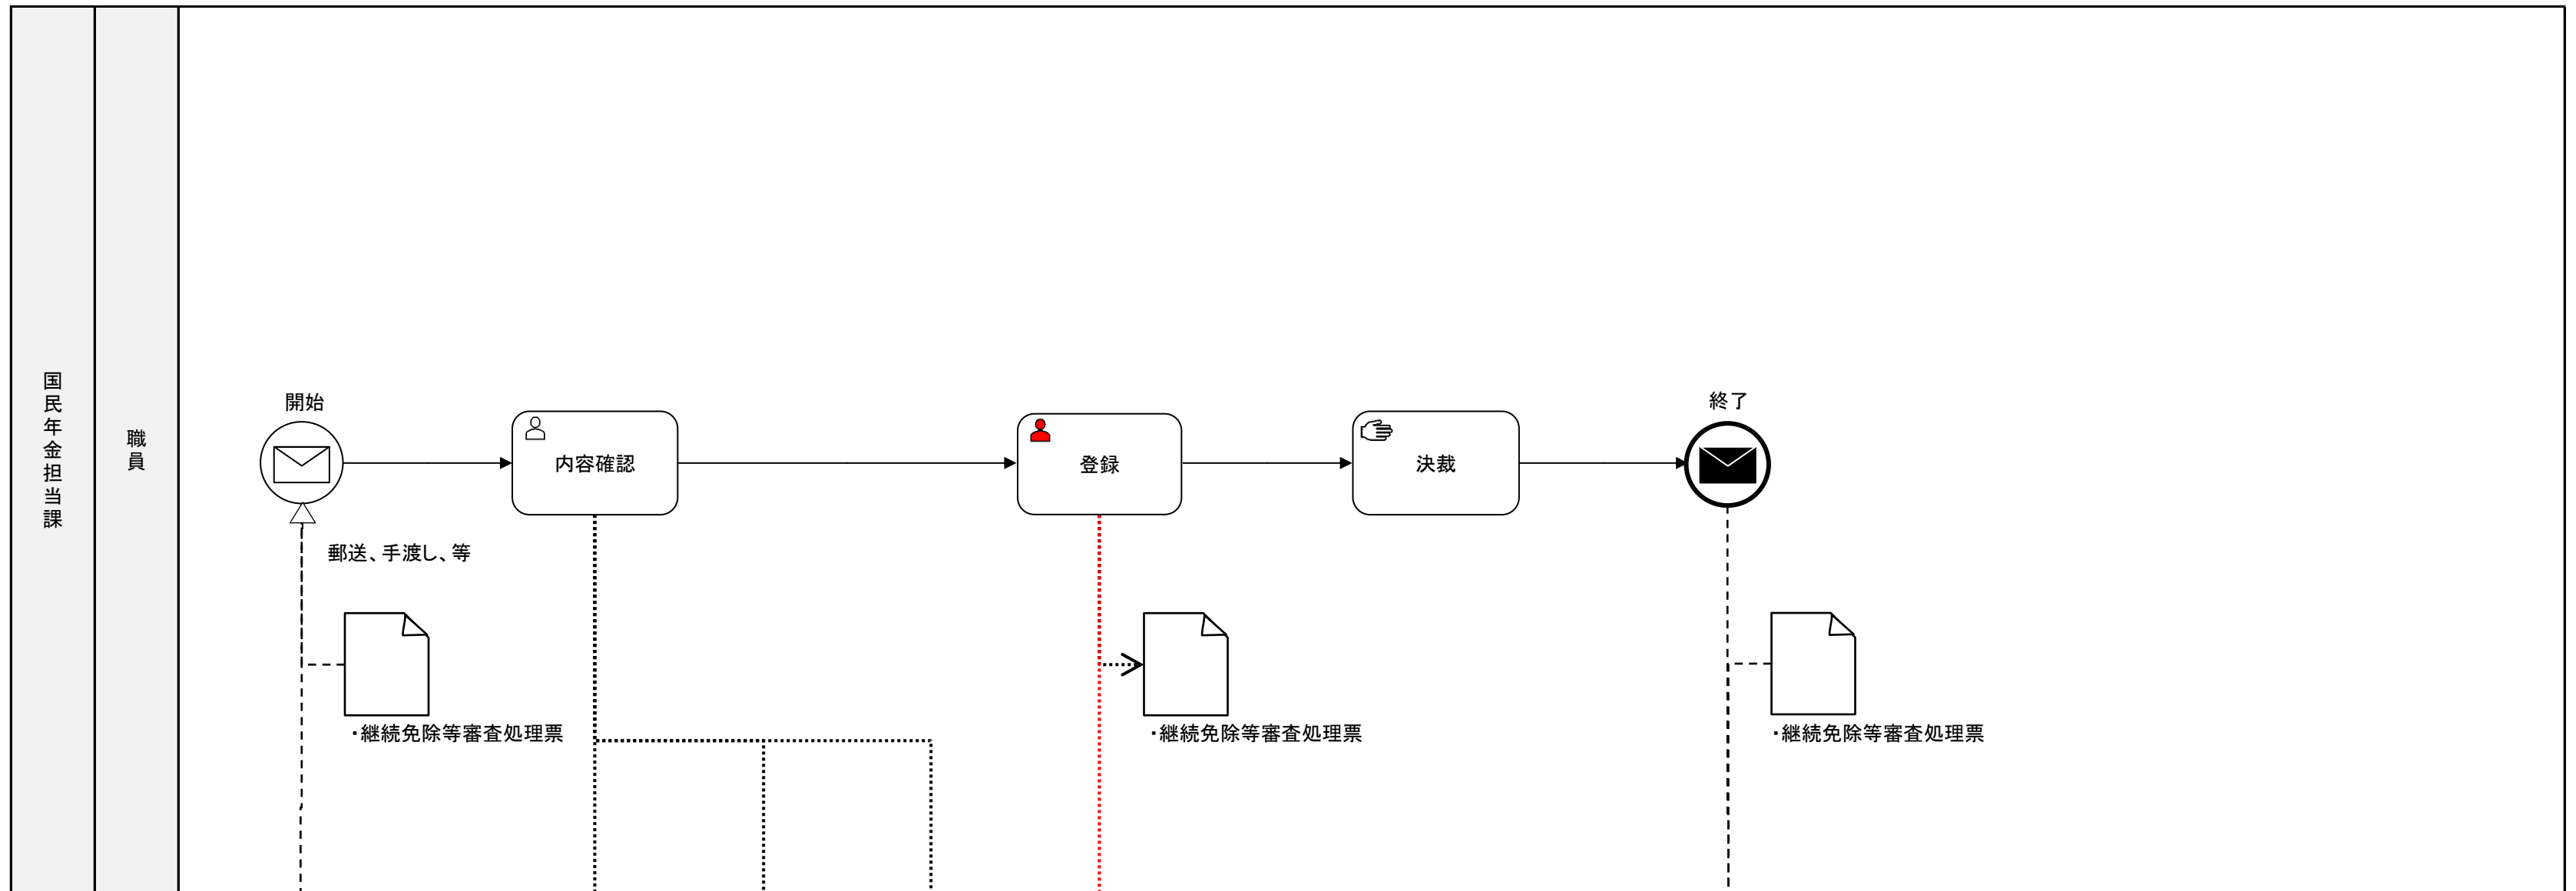 国民年金担当課
職員
開始
内容確認
登録
決裁
終了
郵送、手渡し、等
・継続免除等審査処理票
・継続免除等審査処理票
・継続免除等審査処理票